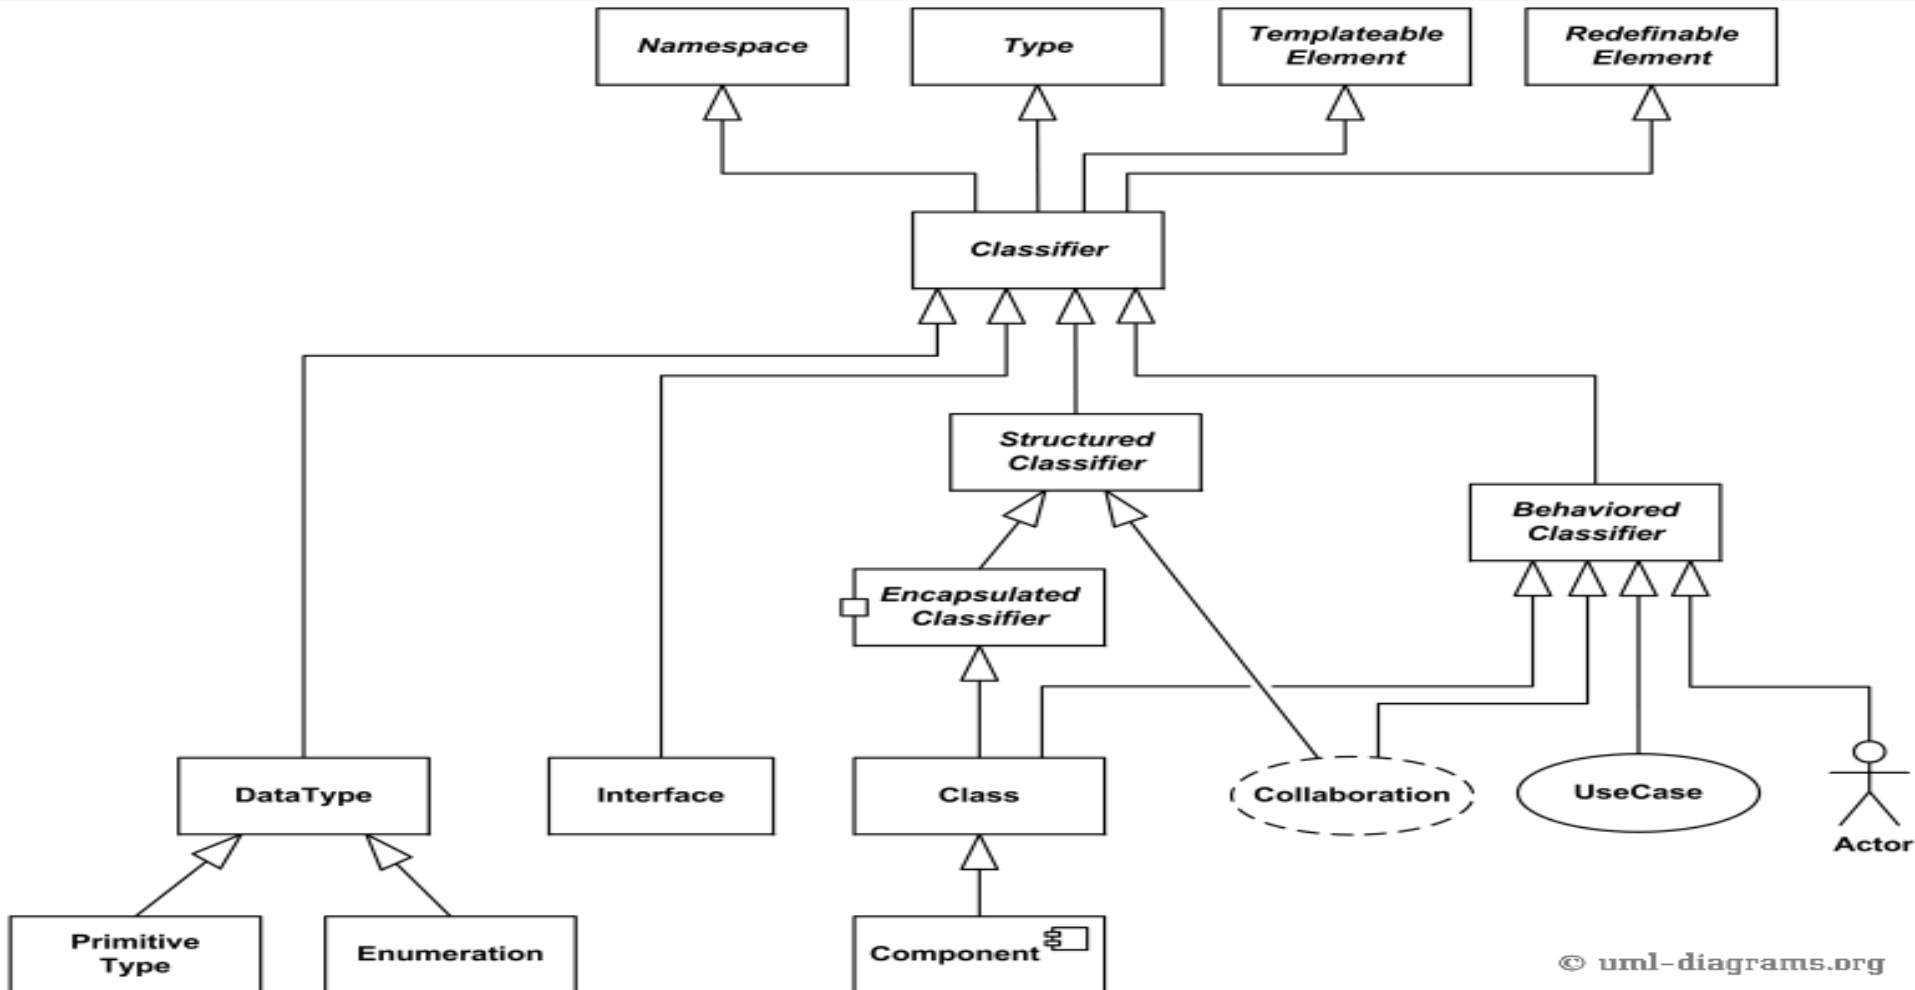 Namespace
Type
Templateable
Element
Redefinable
Element
Classifier
Structured
Classifier
Behaviored
Classifier
Encapsulated
Classifier
DataType
Interface
Class
Collaboration
UseCase
Actor
Primitive
Type
Enumeration
Component
© uml-diagrams.org